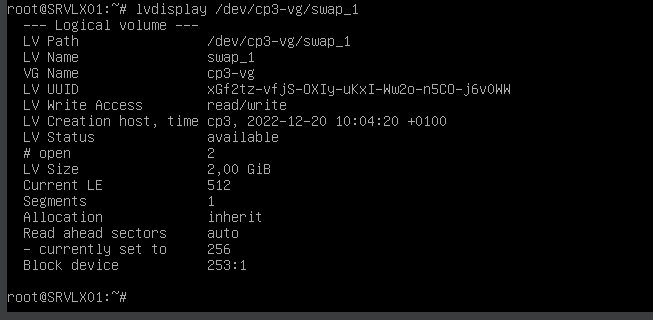 root@SRVLX01:~# lvdisplay /dev/cp3-vg/swap_1
--- Logical volume ---
LV Path                /dev/cp3-vg/swap_1
LV Name                swap_1
VG Name                cp3-vg
LV UUID                xGf2tz-vfjS-OXIy-uKxI-Ww2o-n5CO-j6v0WW
LV Write Access        read/write
LV Creation host, time cp3, 2022-12-20 10:04:20 +0100
LV Status              available
# open                 2
LV Size                2,00 GiB
Current LE             512
Segments               1
Allocation             inherit
Read ahead sectors     auto
- currently set to     256
Block device           253:1
root@SRVLX01:~#